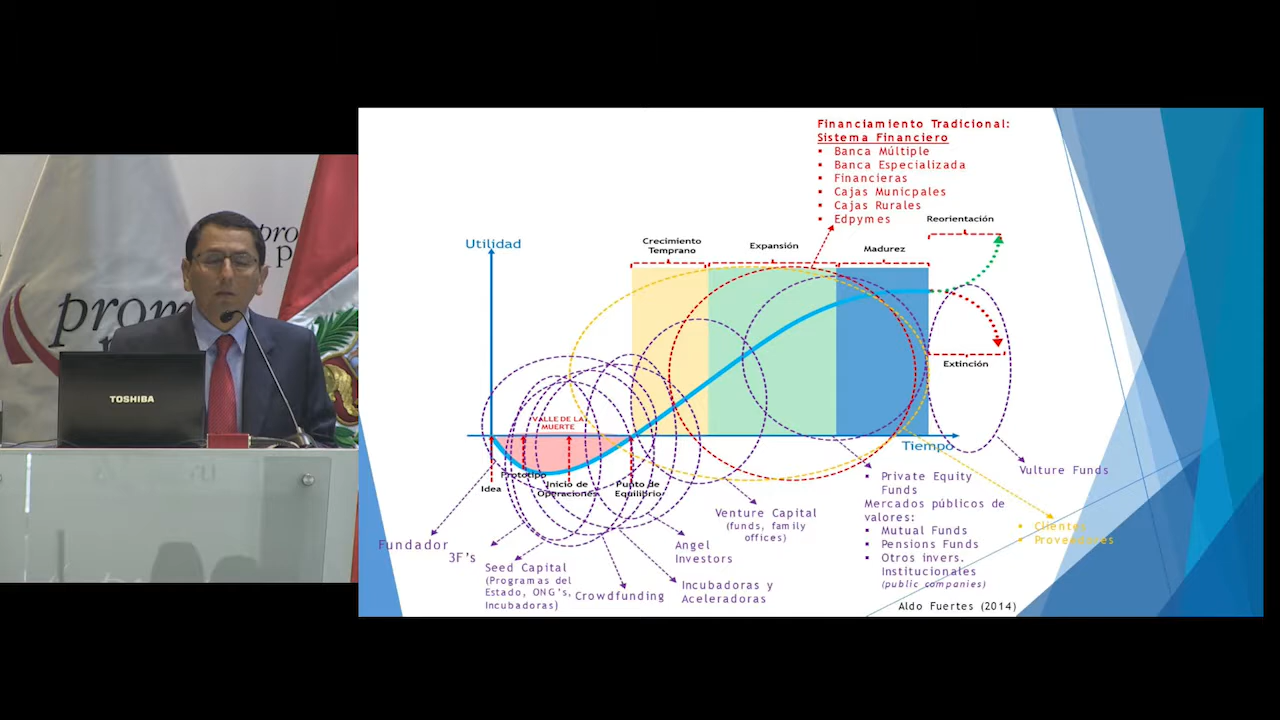 pro
p
prom
TOSHIBA
Financiamiento Tradicional:
Sistema Financiero
▪ Banca Múltiple
▪ Banca Especializada
▪ Financieras
▪ Cajas Municpales
▪ Cajas Rurales
▪ Edpymes
Reorientación
Utilidad
Crecimiento
Temprano
Expansión
Madurez
Extinción
VALLE DE LA
MUERTE
Tiempo
Prototipo
Idea
Inicio de
Operaciones
Punto de
Equilibrio
Fundador
3F's
Seed Capital
(Programas del
Estado, ONG's,
Incubadoras)
Crowdfunding
Angel
Investors
Incubadoras y
Aceleradoras
Venture Capital
(funds, family
offices)
▪ Private Equity
Funds
Mercados públicos de
valores:
▪ Mutual Funds
▪ Pensions Funds
▪ Otros invers.
Institucionales
(public companies)
Vulture Funds
▪ Clientes
▪ Proveedores
Aldo Fuertes (2014)